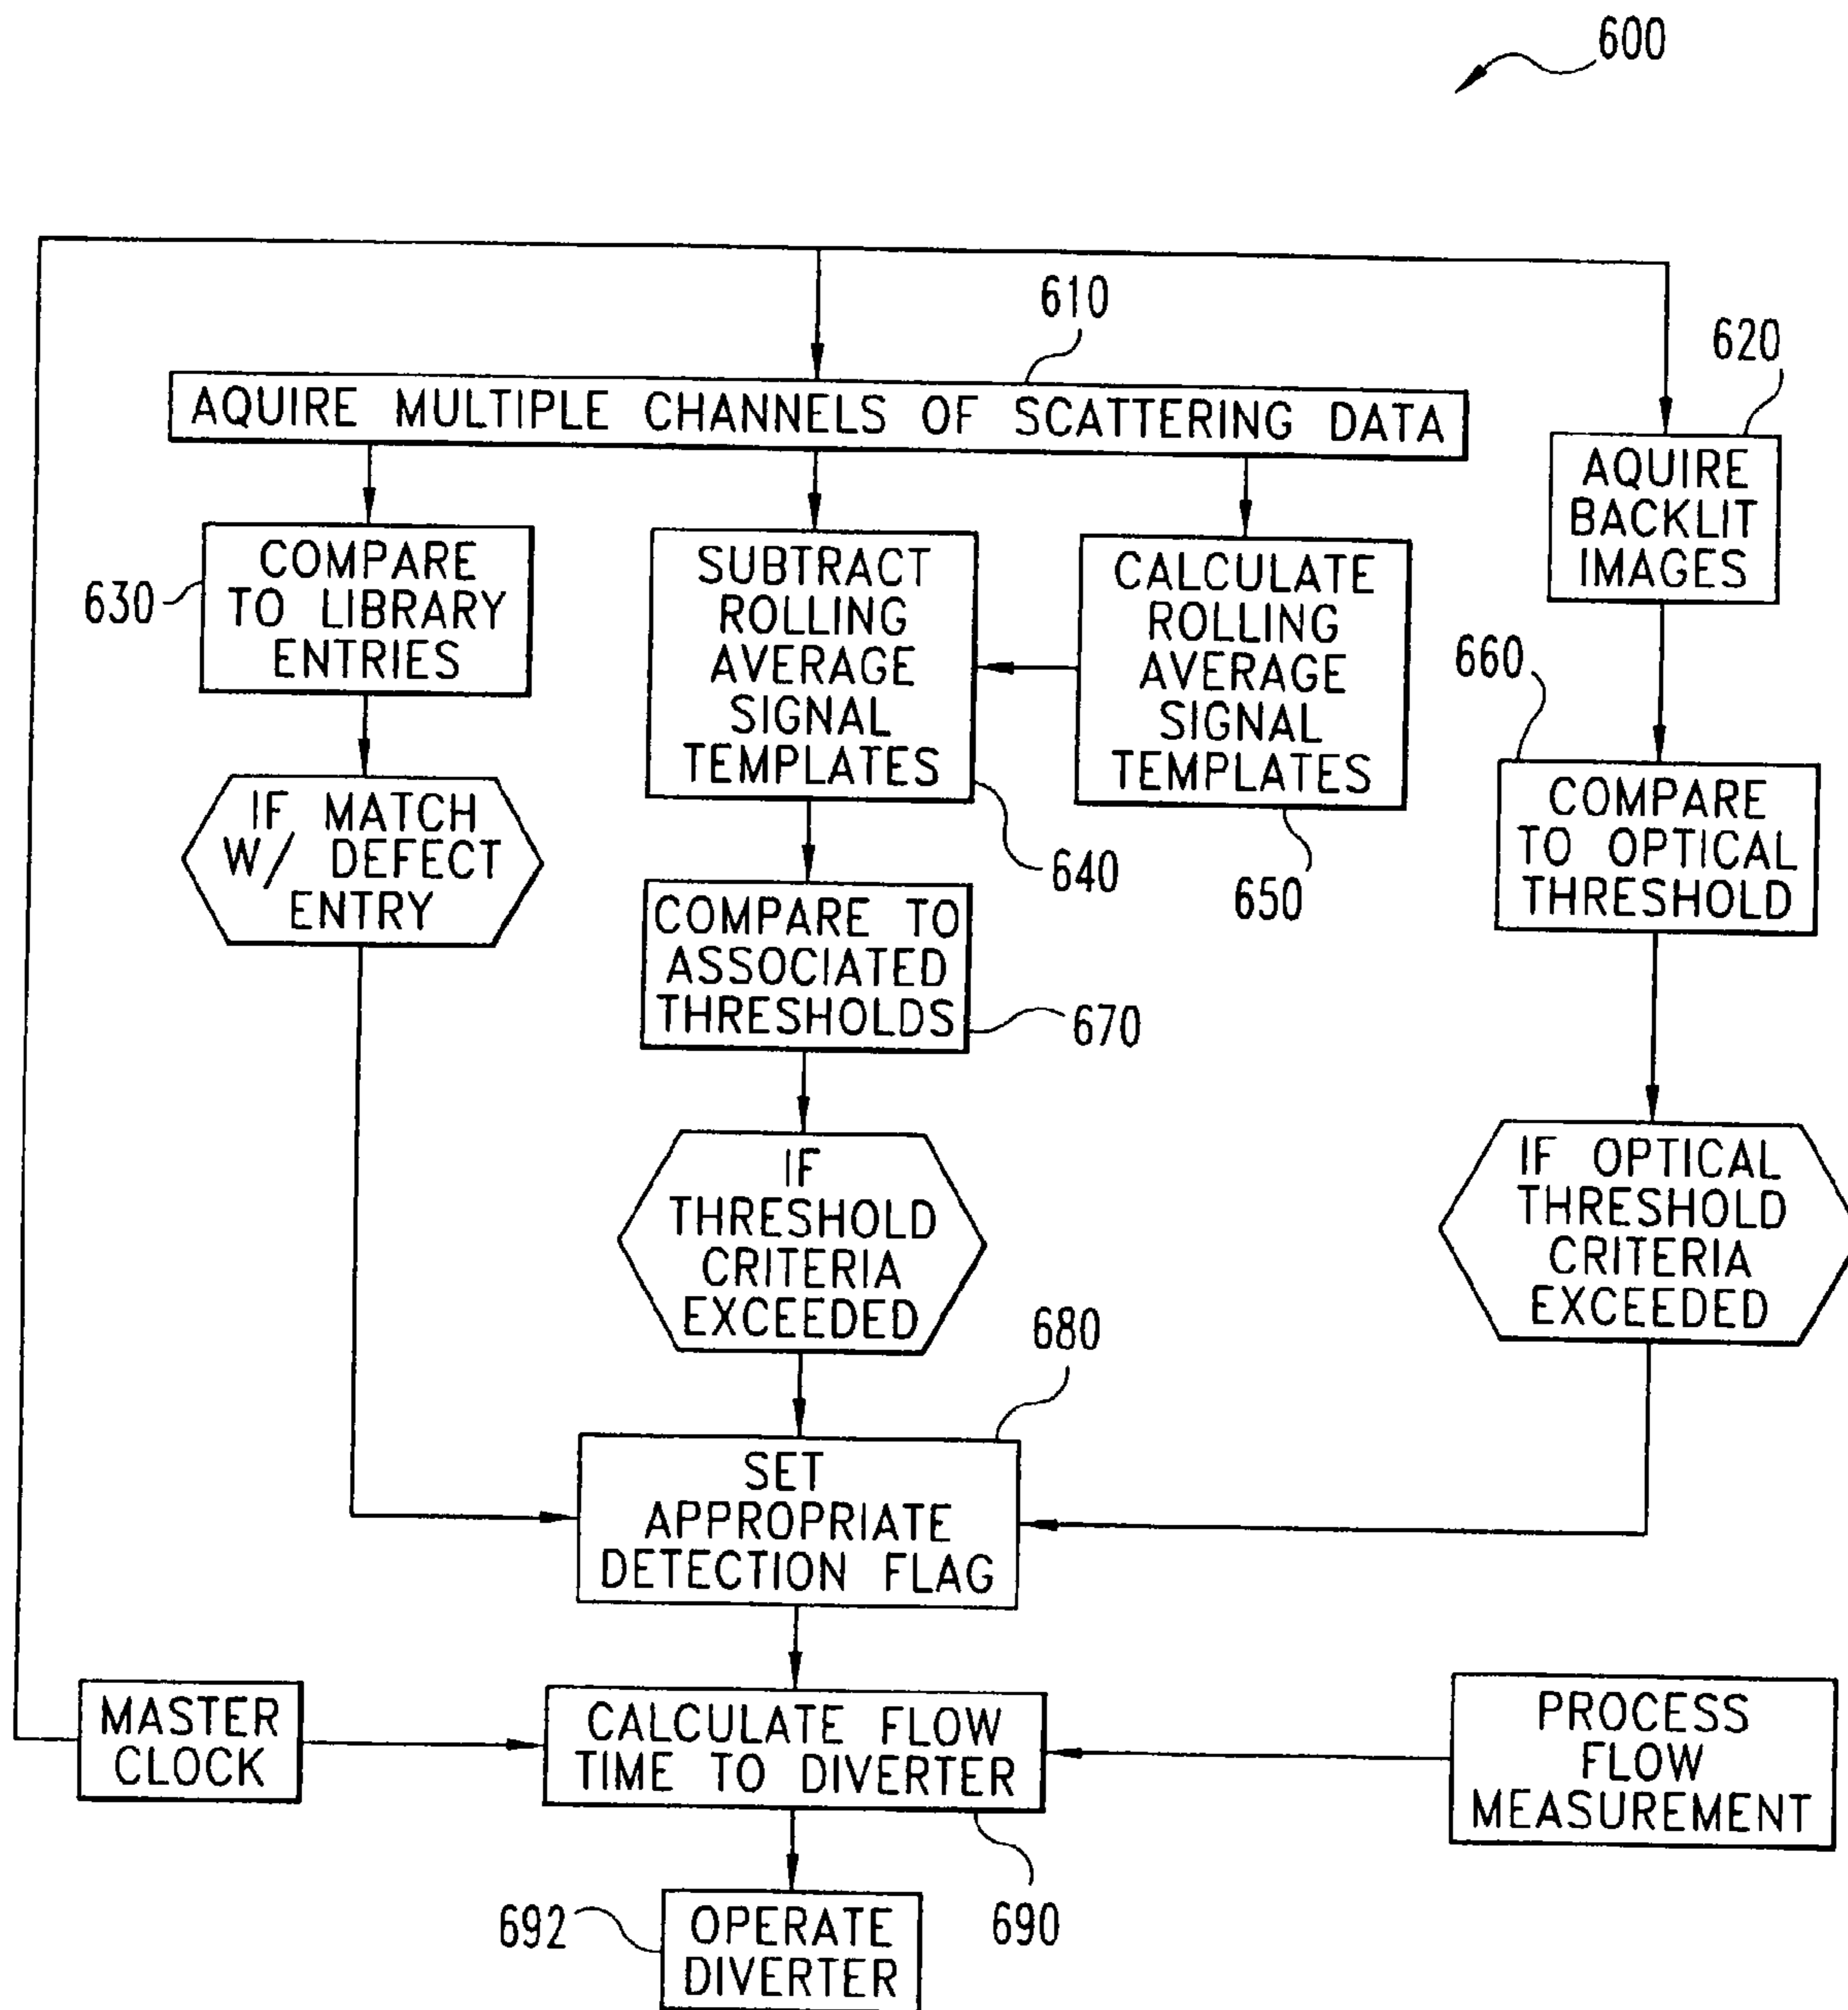 600
610
AQUIRE MULTIPLE CHANNELS OF SCATTERING DATA
620
AQUIRE
BACKLIT
IMAGES
630
COMPARE
TO LIBRARY
ENTRIES
SUBTRACT
ROLLING
AVERAGE
SIGNAL
TEMPLATES
640
CALCULATE
ROLLING
AVERAGE
SIGNAL
TEMPLATES
650
660
COMPARE
TO OPTICAL
THRESHOLD
IF MATCH
W/ DEFECT
ENTRY
COMPARE TO
ASSOCIATED
THRESHOLDS
670
IF
THRESHOLD
CRITERIA
EXCEEDED
IF OPTICAL
THRESHOLD
CRITERIA
EXCEEDED
680
SET
APPROPRIATE
DETECTION FLAG
MASTER
CLOCK
CALCULATE FLOW
TIME TO DIVERTER
690
PROCESS
FLOW
MEASUREMENT
692
OPERATE
DIVERTER